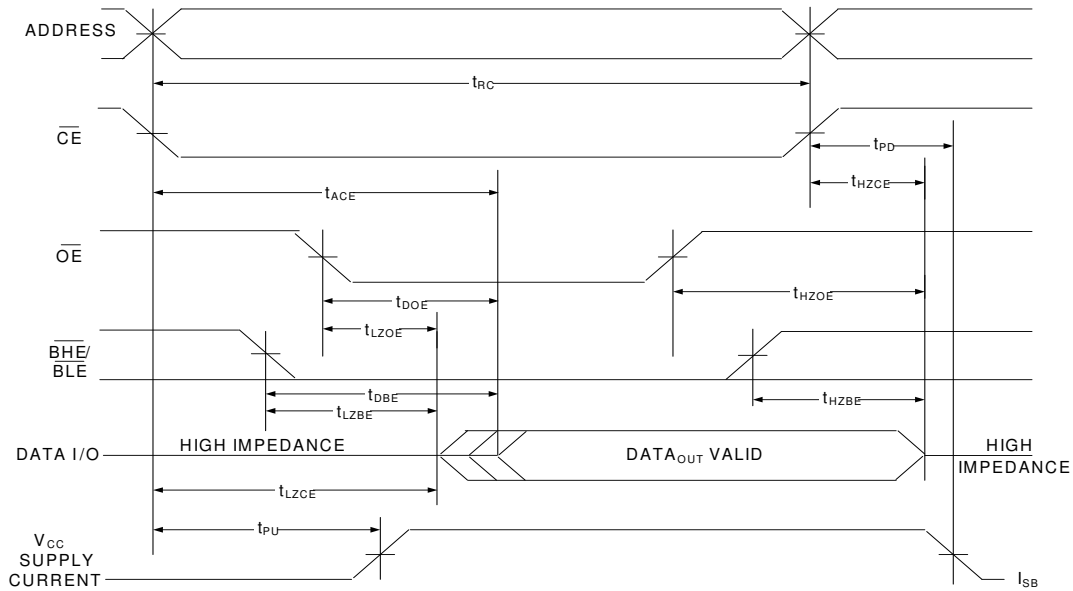 ADDRESS
tRC
CE
tPD
tHZCE
tACE
OE
tDOE
tHZOE
tLZOE
BHE/
BLE
tDBE
tHZBE
tLZBE
HIGH IMPEDANCE
DATA I/O
DATAOUT VALID
HIGH
IMPEDANCE
tLZCE
tPU
VCC
SUPPLY
CURRENT
ISB